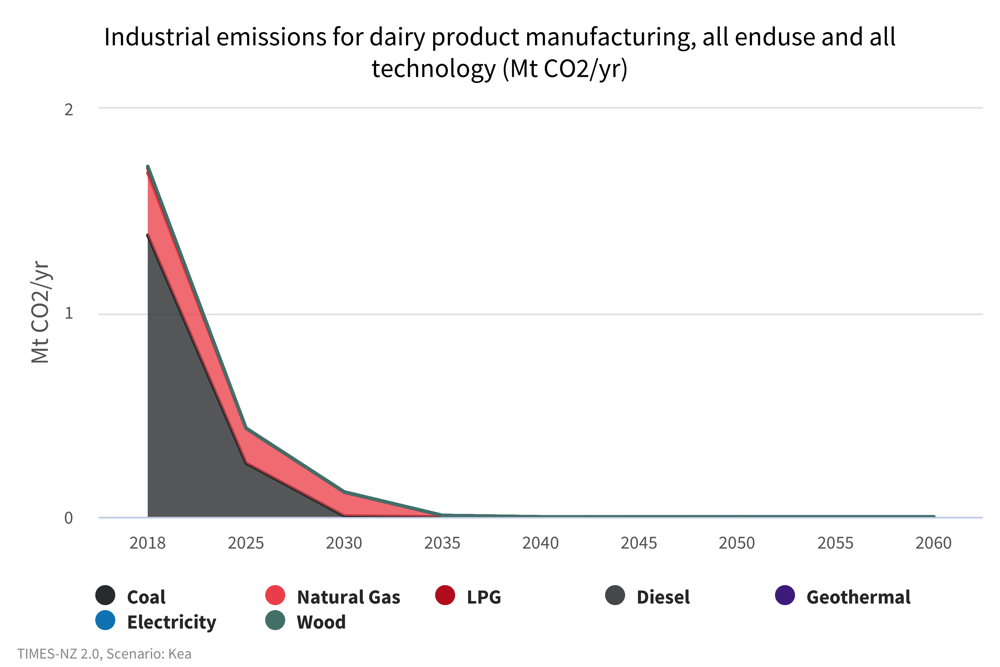 Industrial emissions for dairy product manufacturing, all enduse and all
technology (Mt CO2/yr)
Mt CO2/yr
2
1
0
2018 2025 2030 2035 2040 2045 2050 2055 2060
Coal Natural Gas LPG Diesel Geothermal
Electricity Wood
TIMES-NZ 2.0, Scenario: Kea